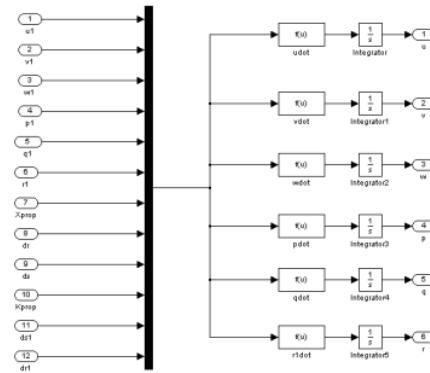 1
u1
2
v1
3
w1
4
p1
5
q1
6
r1
7
Xprop
8
dr
9
ds
10
Kprop
11
ds1
12
dr1
f(u) 1/s 1
udot Integrator u
f(u) 1/s 2
vdot Integrator1 v
f(u) 1/s 3
wdot Integrator2 w
f(u) 1/s 4
pdot Integrator3 p
f(u) 1/s 5
qdot Integrator4 q
f(u) 1/s 6
r1dot Integrator5 r